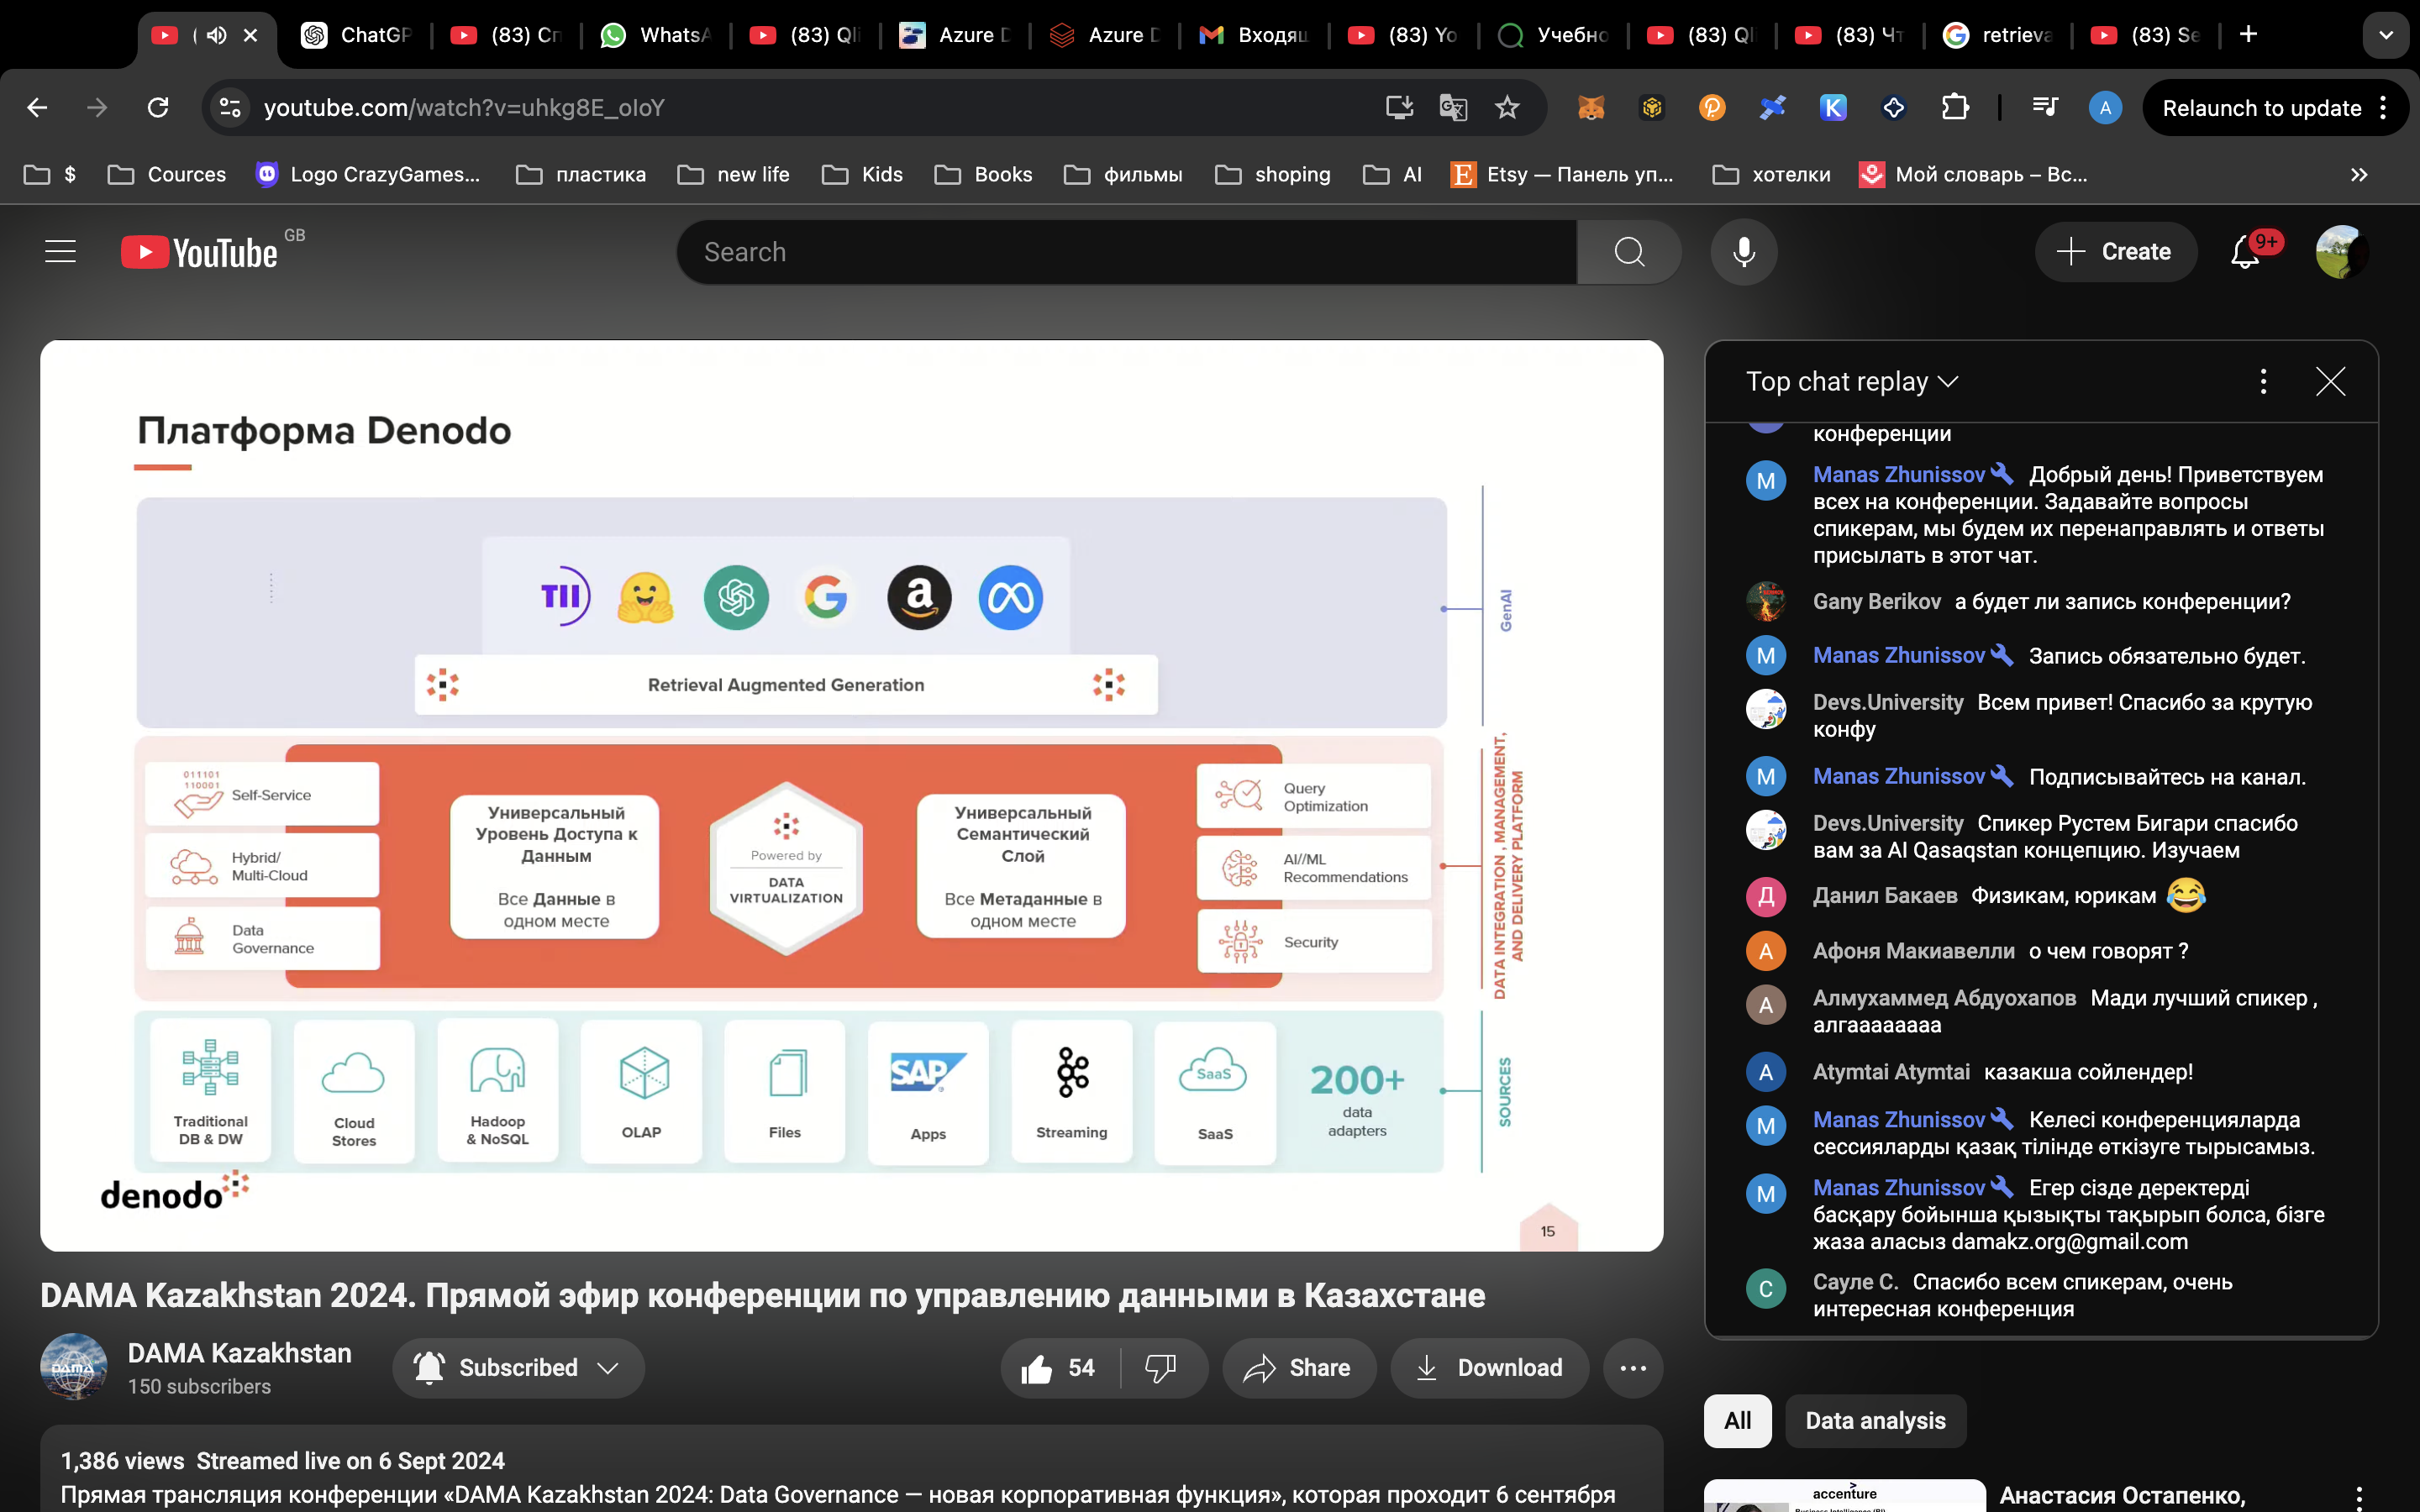 ChatGP
(83) Сп
WhatsA
(83) Qli
Azure D
Azure D
Входящ
(83) Yo
Учебно
(83) Ql
(83) Чт
retrieva
(83) Se
youtube.com/watch?v=uhkg8E_oIoY
Relaunch to update
$
Cources
Logo CrazyGames...
пластика
new life
Kids
Books
фильмы
shoping
AI
Etsy — Панель уп...
хотелки
Мой словарь – Вс...
YouTube GB
Search
Create
9+
Платформа Denodo
TII
GenAI
Retrieval Augmented Generation
011101
110001
Self-Service
Hybrid/
Multi-Cloud
Data
Governance
Универсальный
Уровень Доступа к
Данным
Все Данные в
одном месте
Powered by
DATA
VIRTUALIZATION
Универсальный
Семантический
Слой
Все Метаданные в
одном месте
Query
Optimization
AI//ML
Recommendations
Security
DATA INTEGRATION, MANAGEMENT,
AND DELIVERY PLATFORM
Traditional
DB & DW
Cloud
Stores
Hadoop
& NoSQL
OLAP
Files
SAP
Apps
Streaming
SaaS
SaaS
200+
data
adapters
SOURCES
denodo
15
Top chat replay
конференции
M
Manas Zhunissov Добрый день! Приветствуем
всех на конференции. Задавайте вопросы
спикерам, мы будем их перенаправлять и ответы
присылать в этот чат.
Gany Berikov а будет ли запись конференции?
M
Manas Zhunissov Запись обязательно будет.
Devs.University Всем привет! Спасибо за крутую
конфу
M
Manas Zhunissov Подписывайтесь на канал.
Devs.University Спикер Рустем Бигари спасибо
вам за AI Qasaqstan концепцию. Изучаем
Д
Данил Бакаев Физикам, юрикам 😂
А
Афоня Макиавелли о чем говорят ?
А
Алмухаммед Абдуохапов Мади лучший спикер ,
алгааааааааа
A
Atymtai Atymtai казакша сойлендер!
M
Manas Zhunissov Келесі конференцияларда
сессияларды қазақ тілінде өткізуге тырысамыз.
M
Manas Zhunissov Егер сізде деректерді
басқару бойынша қызықты тақырып болса, бізге
жаза аласыз damakz.org@gmail.com
С
Сауле С. Спасибо всем спикерам, очень
интересная конференция
DAMA Kazakhstan 2024. Прямой эфир конференции по управлению данными в Казахстане
DAMA
DAMA Kazakhstan
150 subscribers
Subscribed
54
Share
Download
1,386 views Streamed live on 6 Sept 2024
Прямая трансляция конференции «DAMA Kazakhstan 2024: Data Governance — новая корпоративная функция», которая проходит 6 сентября
All
Data analysis
accenture
Анастасия Остапенко,